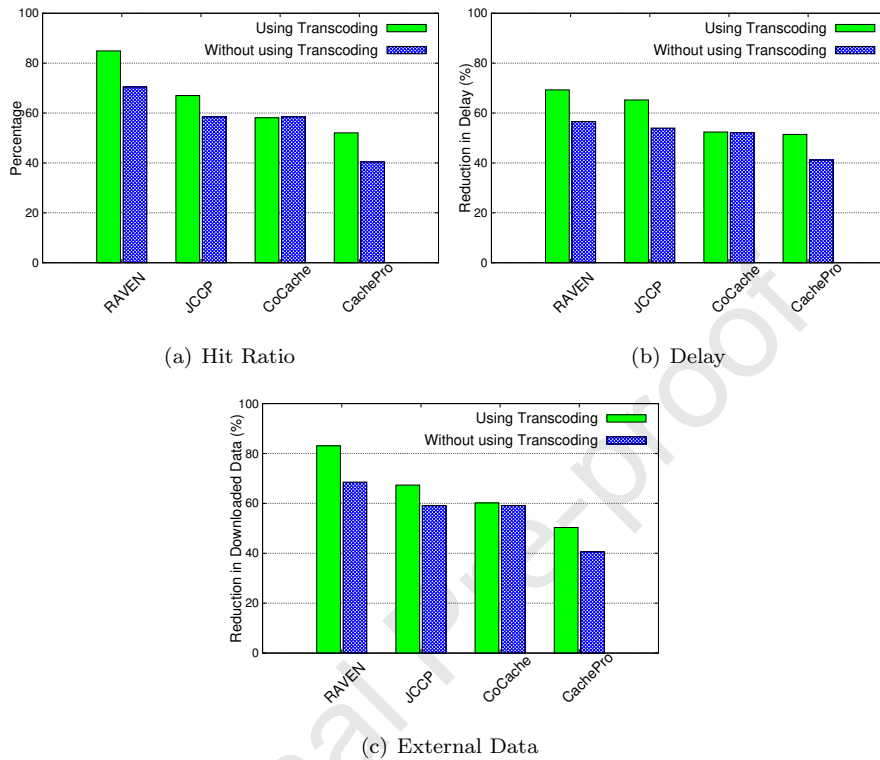 Percentage
100
80
60
40
20
0
Using Transcoding
Without using Transcoding
RAVEN
JCCP
CoCache
CachePro
(a) Hit Ratio
Reduction in Delay (%)
100
80
60
40
20
0
Using Transcoding
Without using Transcoding
RAVEN
JCCP
CoCache
CachePro
(b) Delay
Reduction in Downloaded Data (%)
100
80
60
40
20
0
Using Transcoding
Without using Transcoding
RAVEN
JCCP
CoCache
CachePro
(c) External Data
al Pre-proof